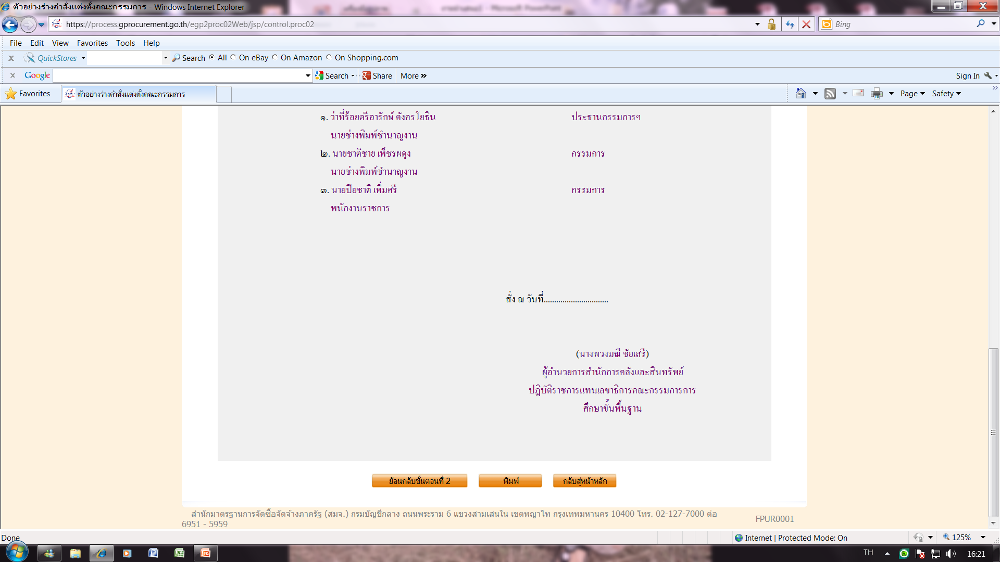 ตัวอย่างร่างคำสั่งแต่งตั้งคณะกรรมการ - Windows Internet Explorer
https://process.gprocurement.go.th/egp2proc02Web/jsp/control.proc02
Bing
File Edit View Favorites Tools Help
x QuickStores Search All On eBay On Amazon On Shopping.com
x Google Search Share More » Sign In
Favorites ตัวอย่างร่างคำสั่งแต่งตั้งคณะกรรมการ Page Safety »
๑. ว่าที่ร้อยตรีอารักษ์ ตังครโยธิน ประธานกรรมการฯ
นายช่างพิมพ์ชำนาญงาน
๒. นายชาติชาย เพ็ชรผดุง กรรมการ
นายช่างพิมพ์ชำนาญงาน
๓. นายปิยชาติ เพิ่มศรี กรรมการ
พนักงานราชการ
สั่ง ณ วันที่...............................
(นางพวงมณี ชัยเสรี)
ผู้อำนวยการสำนักการคลังและสินทรัพย์
ปฏิบัติราชการแทนเลขาธิการคณะกรรมการการ
ศึกษาขั้นพื้นฐาน
ย้อนกลับขั้นตอนที่ 2 พิมพ์ กลับสู่หน้าหลัก
สำนักมาตรฐานการจัดซื้อจัดจ้างภาครัฐ (สมจ.) กรมบัญชีกลาง ถนนพระราม 6 แขวงสามเสนใน เขตพญาไท กรุงเทพมหานคร 10400 โทร. 02-127-7000 ต่อ
6951 - 5959 FPUR0001
Done Internet | Protected Mode: On 125%
TH 16:21